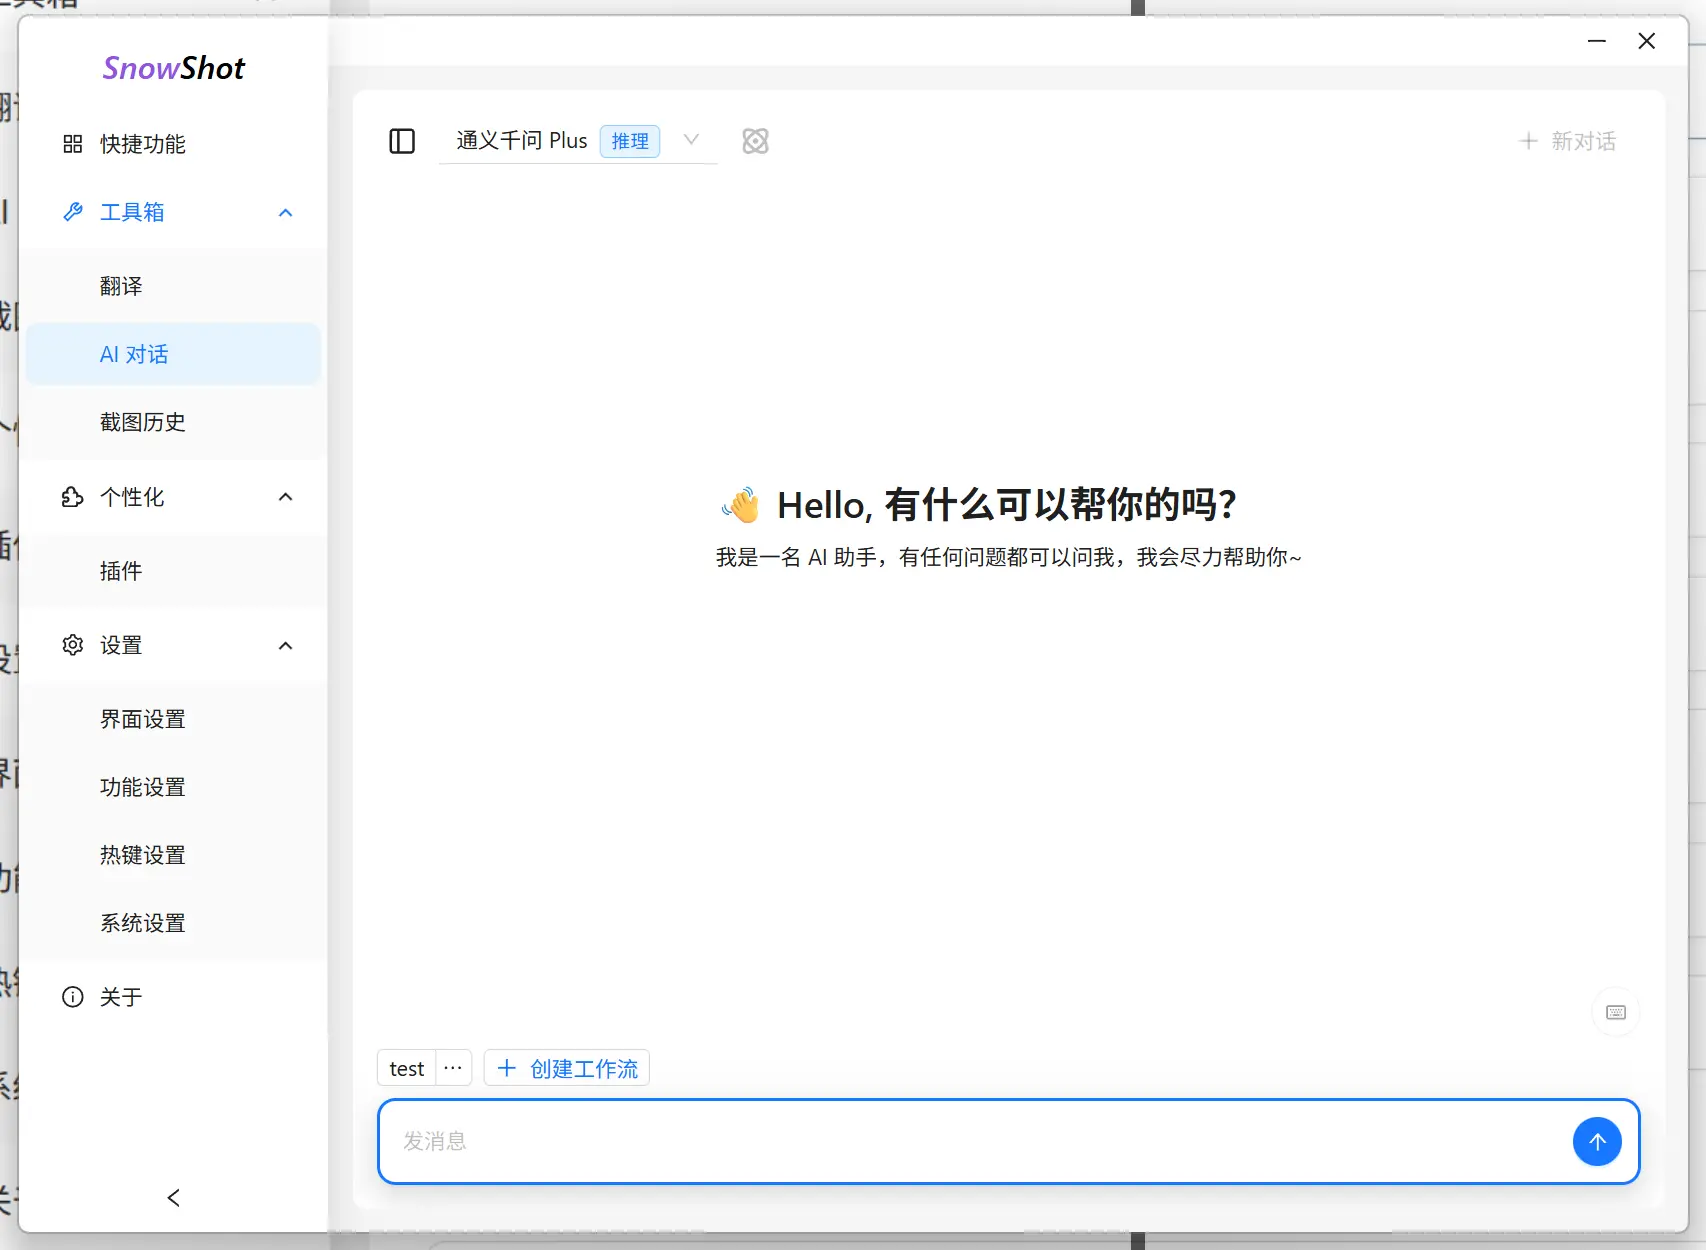 SnowShot
快捷功能
工具箱
翻译
AI 对话
截图历史
个性化
插件
设置
界面设置
功能设置
热键设置
系统设置
关于
通义千问 Plus 推理
新对话
Hello, 有什么可以帮你的吗？
我是一名 AI 助手，有任何问题都可以问我，我会尽力帮助你~
test ··· 创建工作流
发消息